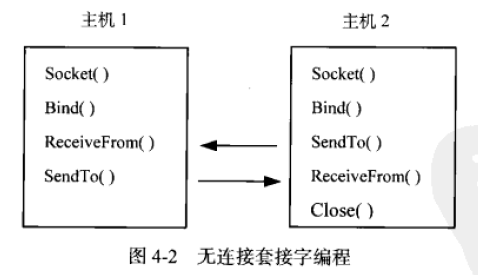 主机 1
主机 2
Socket( )
Bind( )
ReceiveFrom( )
SendTo( )
Socket( )
Bind( )
SendTo( )
ReceiveFrom( )
Close( )
图 4-2 无连接套接字编程